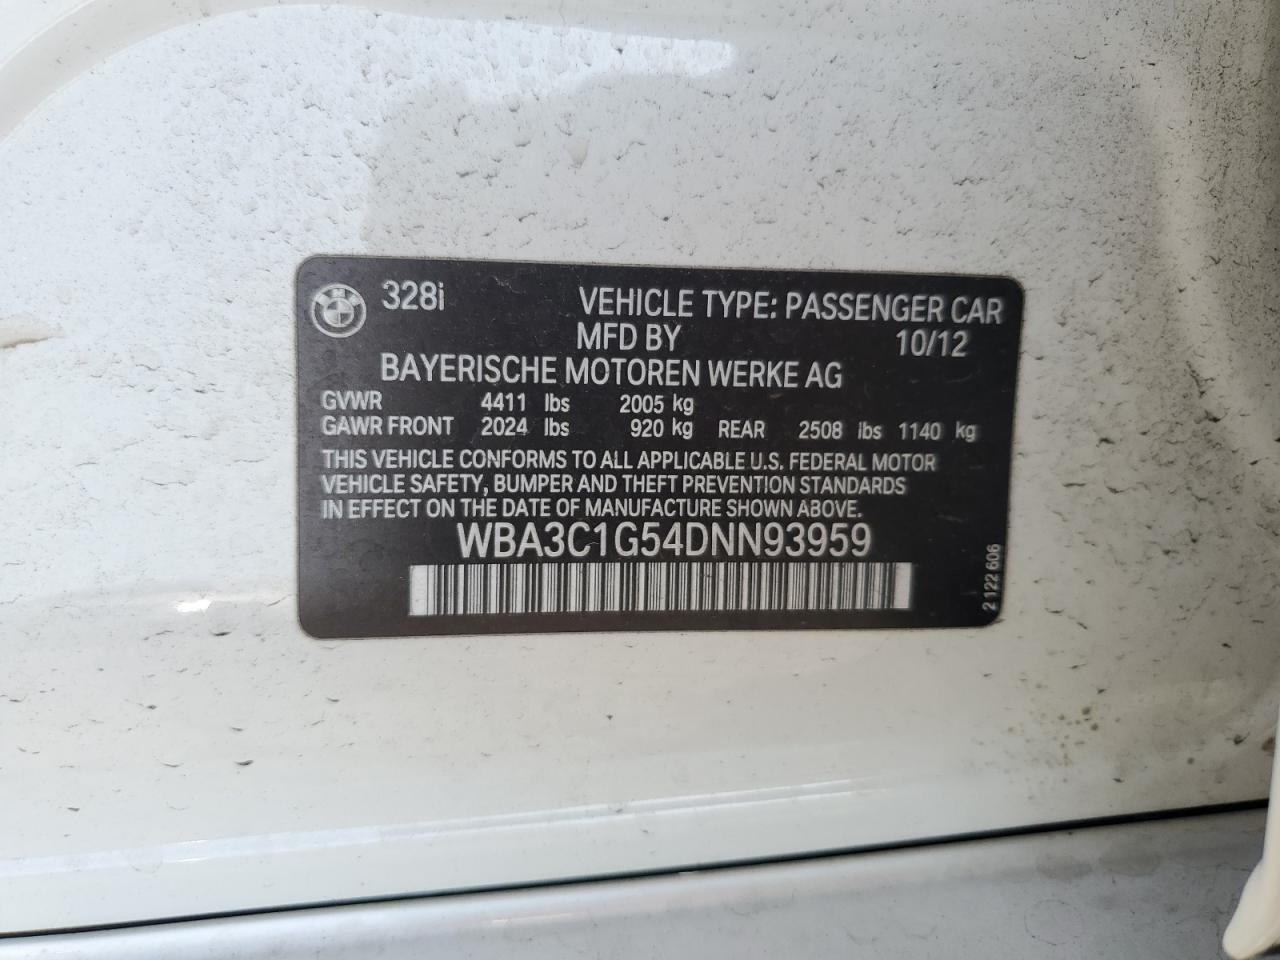 328i VEHICLE TYPE: PASSENGER CAR
MFD BY 10/12
BAYERISCHE MOTOREN WERKE AG
GVWR 4411 lbs 2005 kg
GAWR FRONT 2024 lbs 920 kg REAR 2508 lbs 1140 kg
THIS VEHICLE CONFORMS TO ALL APPLICABLE U.S. FEDERAL MOTOR
VEHICLE SAFETY, BUMPER AND THEFT PREVENTION STANDARDS
IN EFFECT ON THE DATE OF MANUFACTURE SHOWN ABOVE.
WBA3C1G54DNN93959
2 122 606